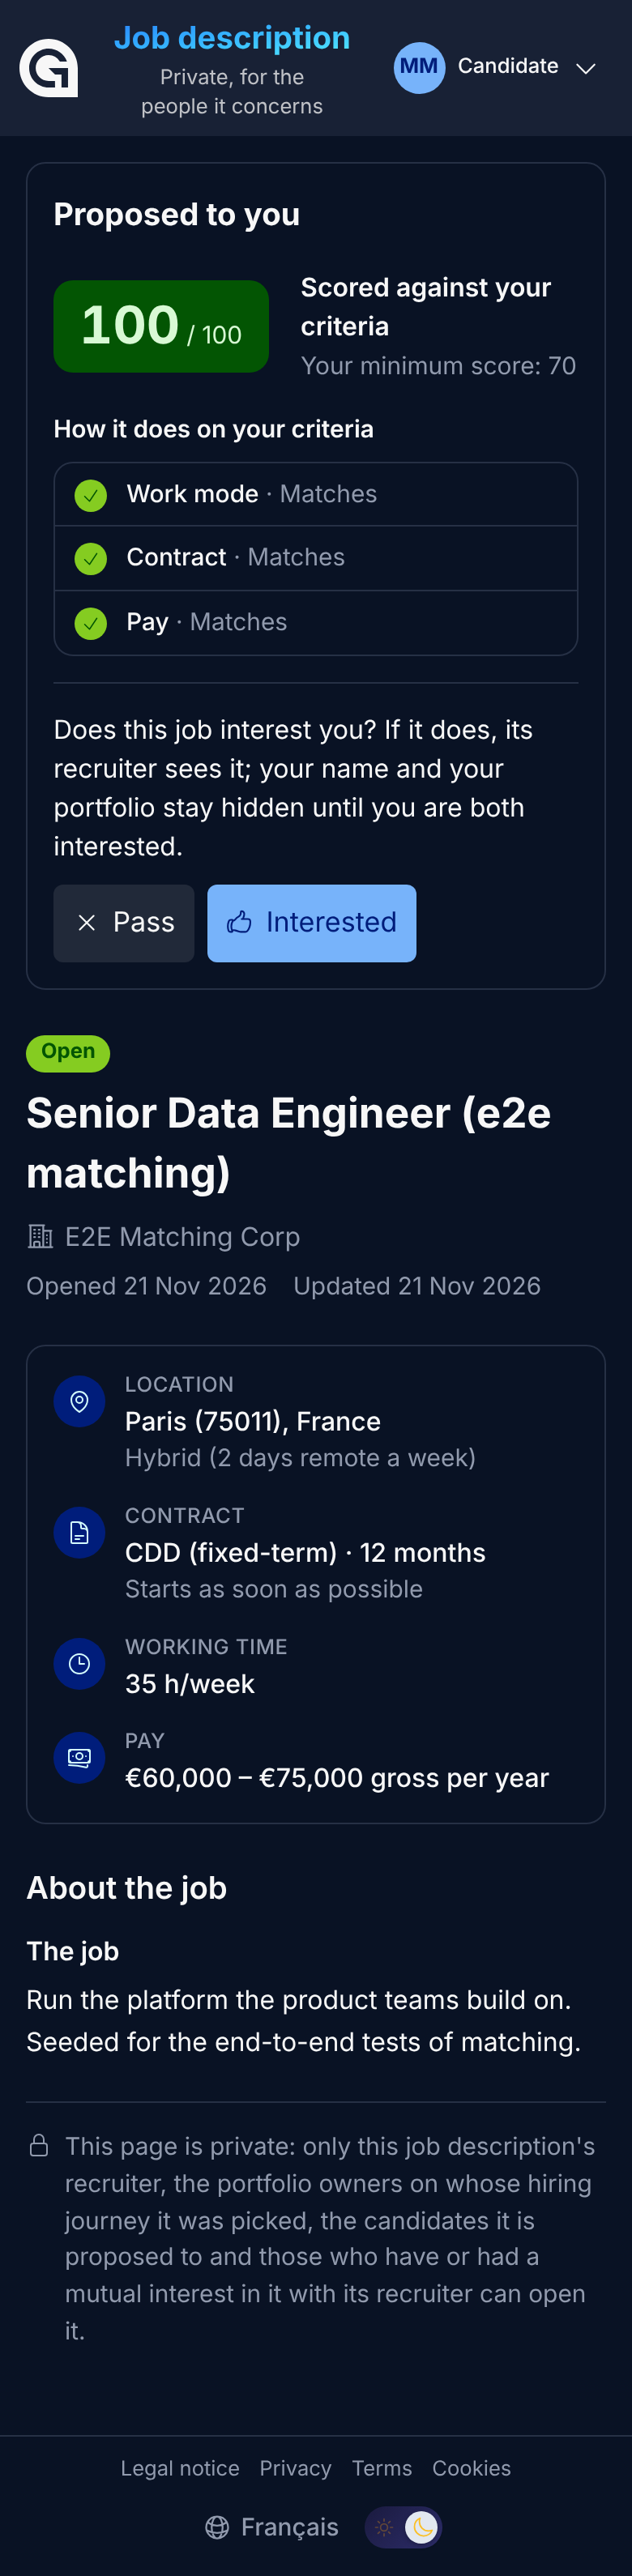 Job description
Private, for the
people it concerns
MM
Candidate
Proposed to you
100 / 100
Scored against your
criteria
Your minimum score: 70
How it does on your criteria
Work mode · Matches
Contract · Matches
Pay · Matches
Does this job interest you? If it does, its
recruiter sees it; your name and your
portfolio stay hidden until you are both
interested.
Pass
Interested
Open
Senior Data Engineer (e2e
matching)
E2E Matching Corp
Opened 21 Nov 2026 Updated 21 Nov 2026
LOCATION
Paris (75011), France
Hybrid (2 days remote a week)
CONTRACT
CDD (fixed-term) · 12 months
Starts as soon as possible
WORKING TIME
35 h/week
PAY
€60,000 – €75,000 gross per year
About the job
The job
Run the platform the product teams build on.
Seeded for the end-to-end tests of matching.
This page is private: only this job description's
recruiter, the portfolio owners on whose hiring
journey it was picked, the candidates it is
proposed to and those who have or had a
mutual interest in it with its recruiter can open
it.
Legal notice Privacy Terms Cookies
Français